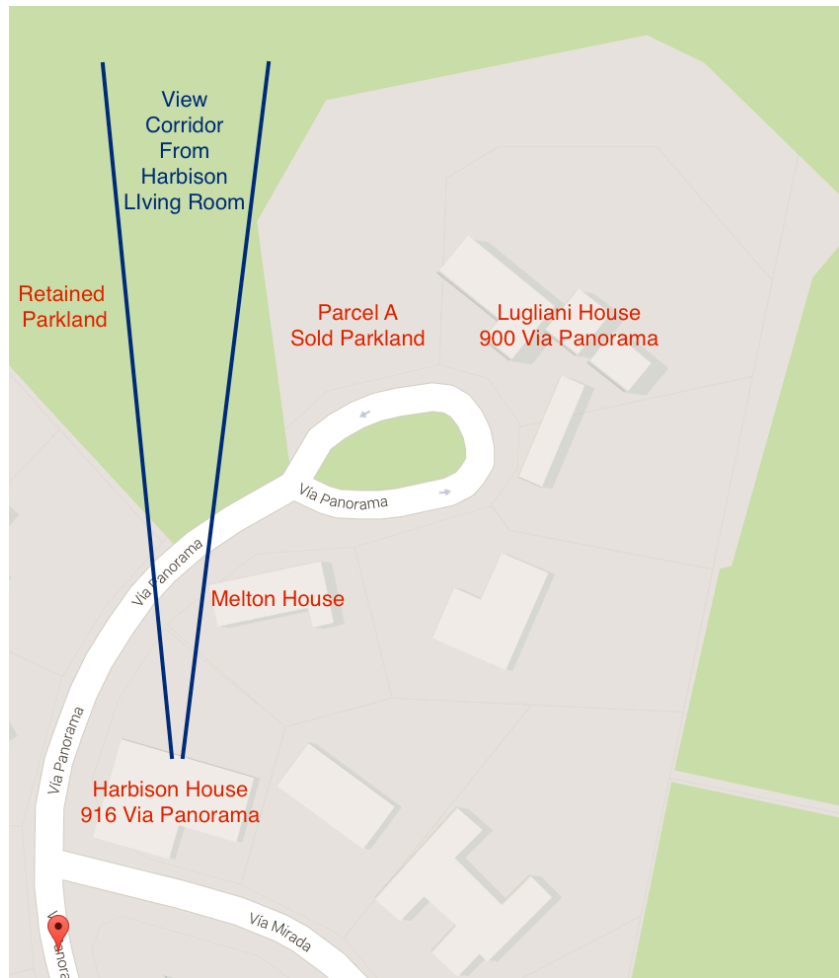 View
Corridor
From
Harbison
LIving Room
Retained
Parkland
Parcel A
Sold Parkland
Lugliani House
900 Via Panorama
Via Panorama
Via Panorama
Melton House
Via Panorama
Harbison House
916 Via Panorama
Via Mirada